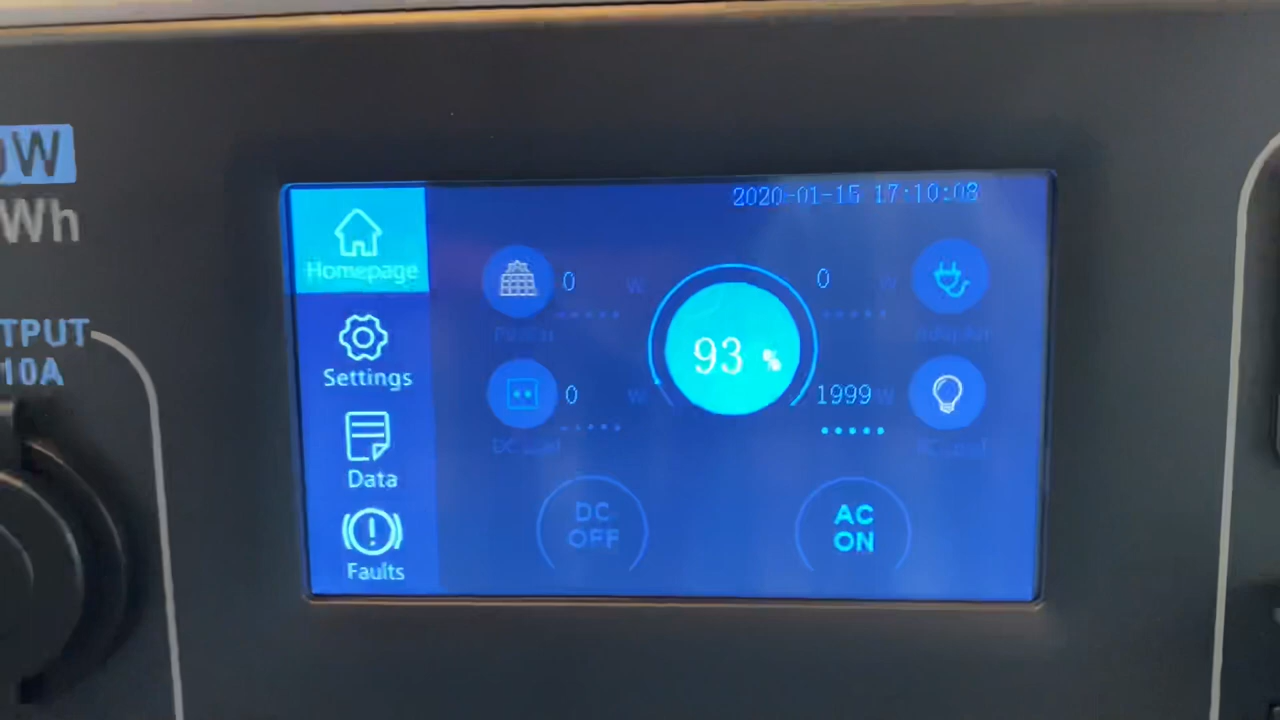 W
Wh
TPUT
10A
2020-01-15 17:10:08
Homepage
Settings
Data
Faults
0 W
0 W
93 %
0 W
1999 W
DC
OFF
AC
ON